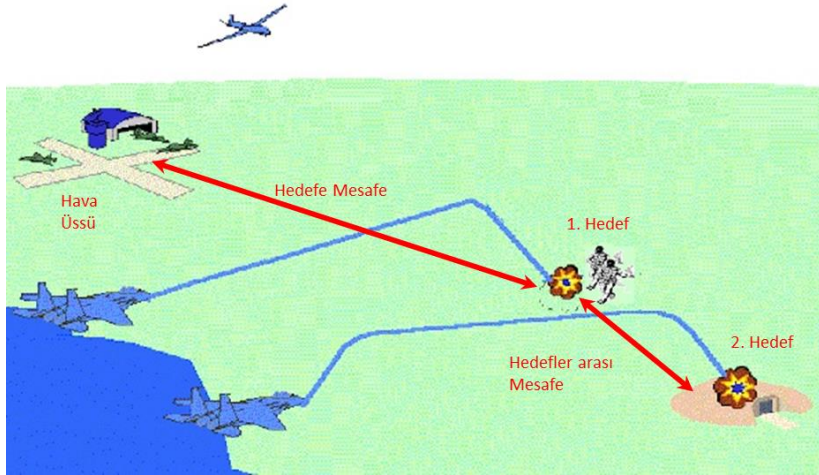 Hava
Üssü
Hedefe Mesafe
1. Hedef
Hedefler arası
Mesafe
2. Hedef